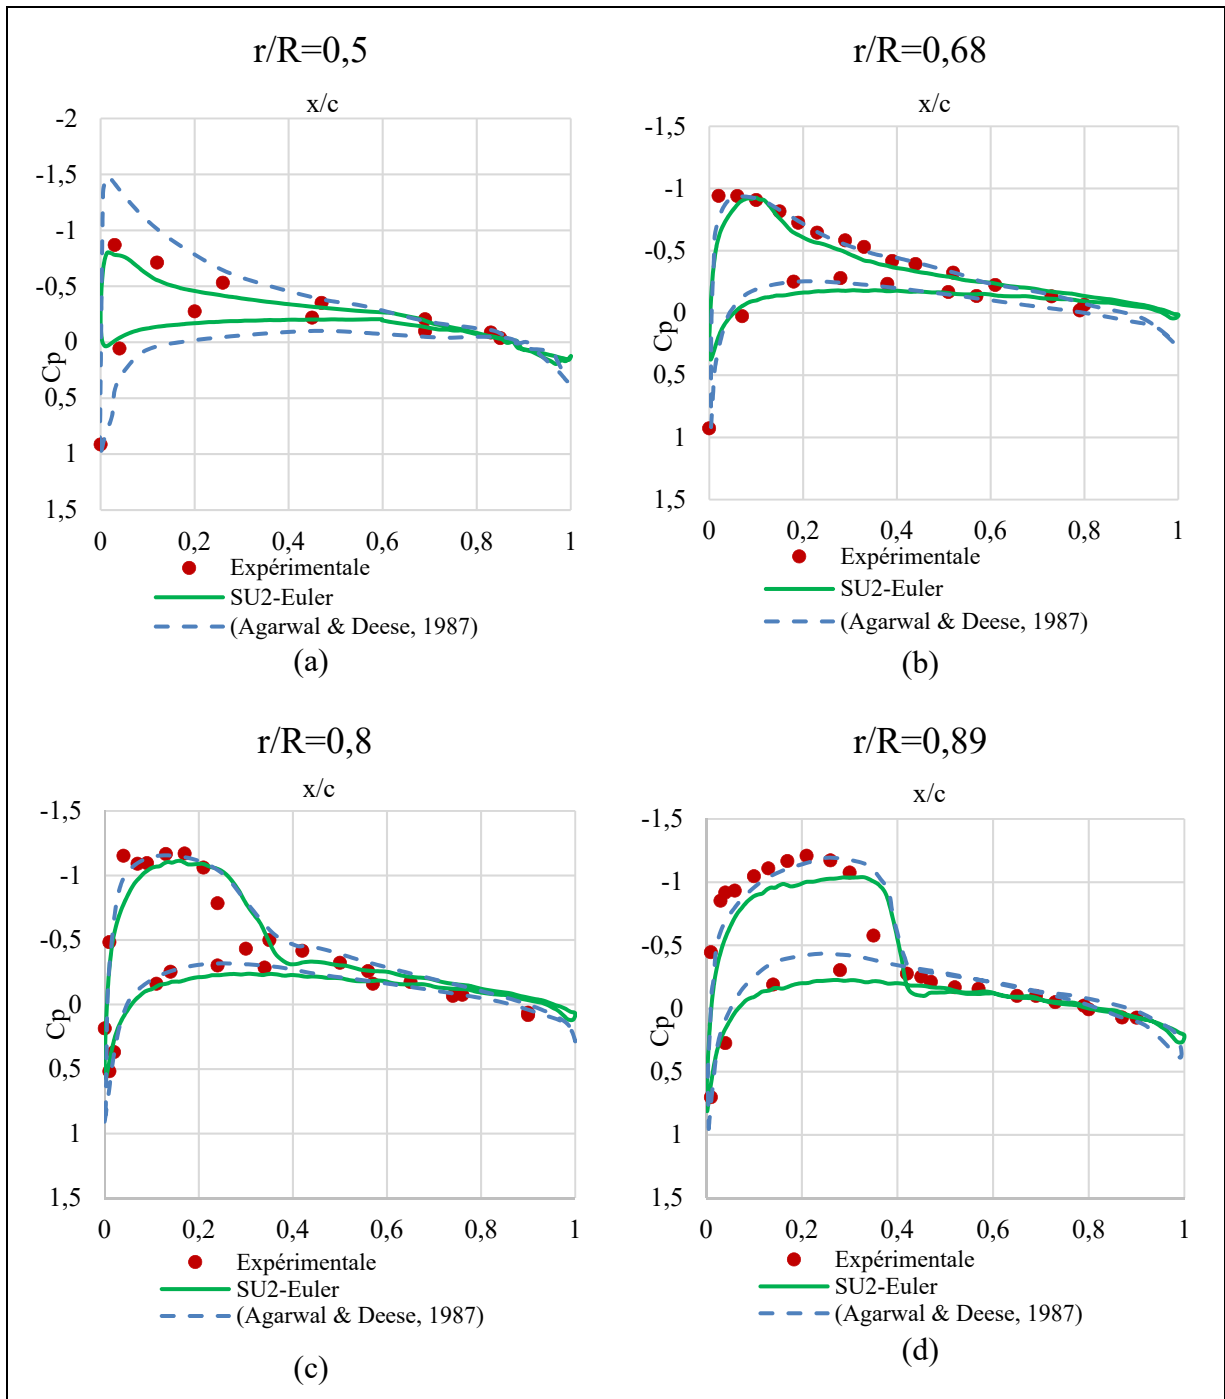 r/R=0,5
x/c
-2
-1,5
-1
-0,5
0
0,5
1
1,5
Cp
0 0,2 0,4 0,6 0,8 1
Expérimentale
SU2-Euler
(Agarwal & Deese, 1987)
(a)
r/R=0,68
x/c
-1,5
-1
-0,5
0
0,5
1
1,5
Cp
0 0,2 0,4 0,6 0,8 1
Expérimentale
SU2-Euler
(Agarwal & Deese, 1987)
(b)
r/R=0,8
x/c
-1,5
-1
-0,5
0
0,5
1
1,5
Cp
0 0,2 0,4 0,6 0,8 1
Expérimentale
SU2-Euler
(Agarwal & Deese, 1987)
(c)
r/R=0,89
x/c
-1,5
-1
-0,5
0
0,5
1
1,5
Cp
0 0,2 0,4 0,6 0,8 1
Expérimentale
SU2-Euler
(Agarwal & Deese, 1987)
(d)